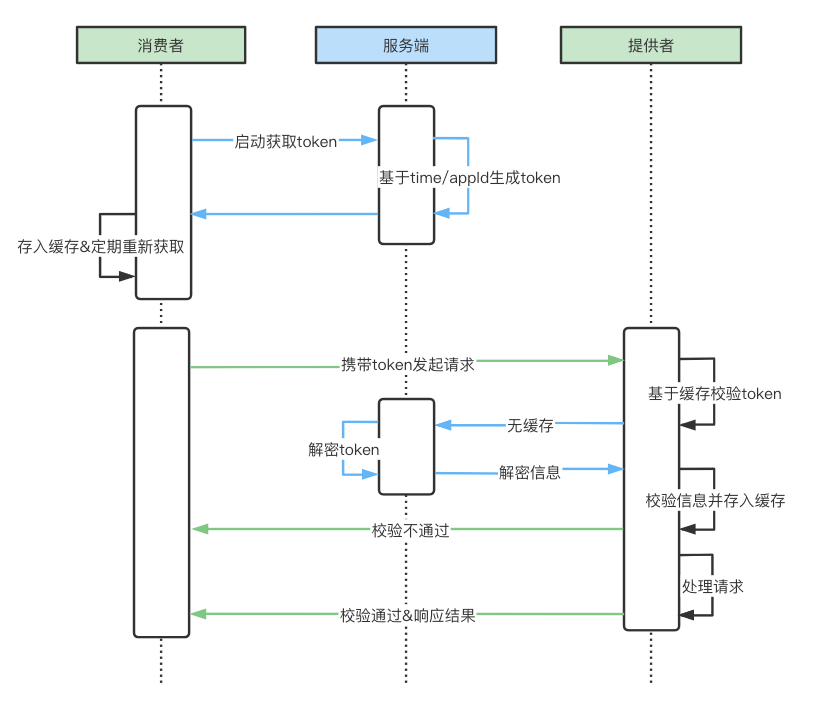 消费者
服务端
提供者
启动获取token
基于time/appId生成token
存入缓存&定期重新获取
携带token发起请求
基于缓存校验token
无缓存
解密token
解密信息
校验信息并存入缓存
校验不通过
处理请求
校验通过&响应结果